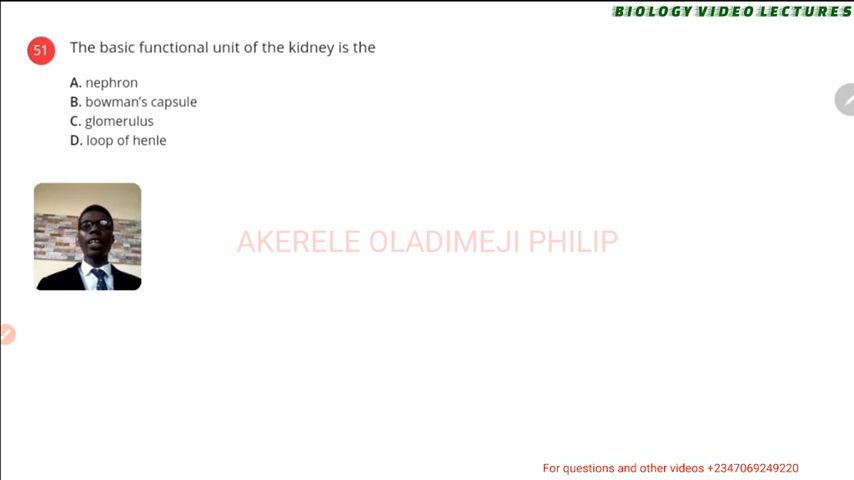 BIOLOGY VIDEO LECTURES
51 The basic functional unit of the kidney is the
A. nephron
B. bowman's capsule
C. glomerulus
D. loop of henle
AKERELE OLADIMEJI PHILIP
For questions and other videos +2347069249220